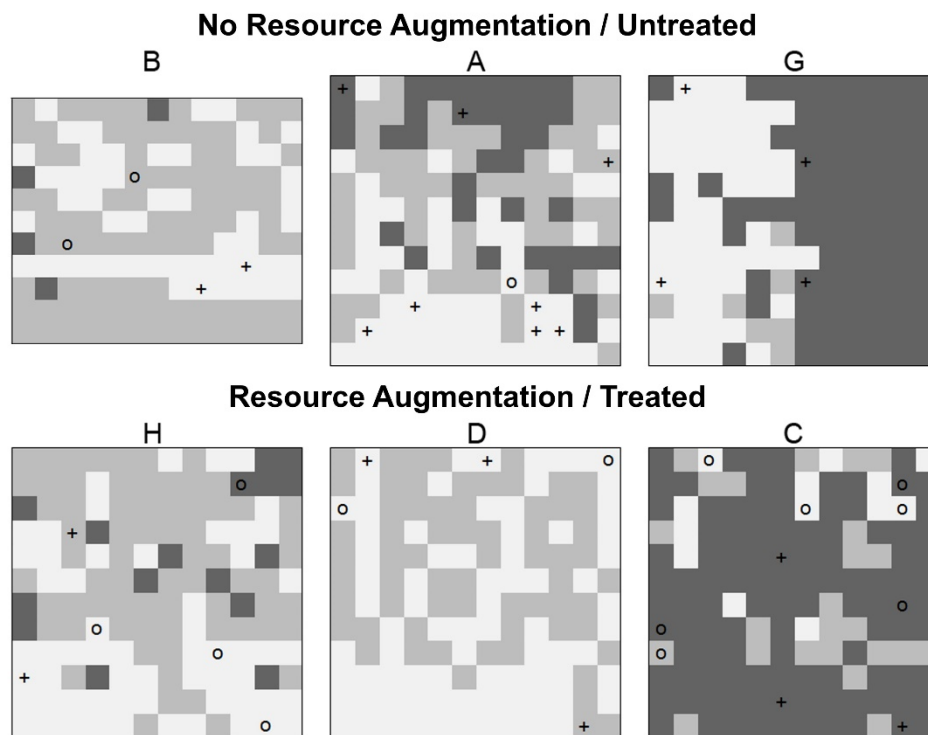 No Resource Augmentation / Untreated
B A G
Resource Augmentation / Treated
H D C